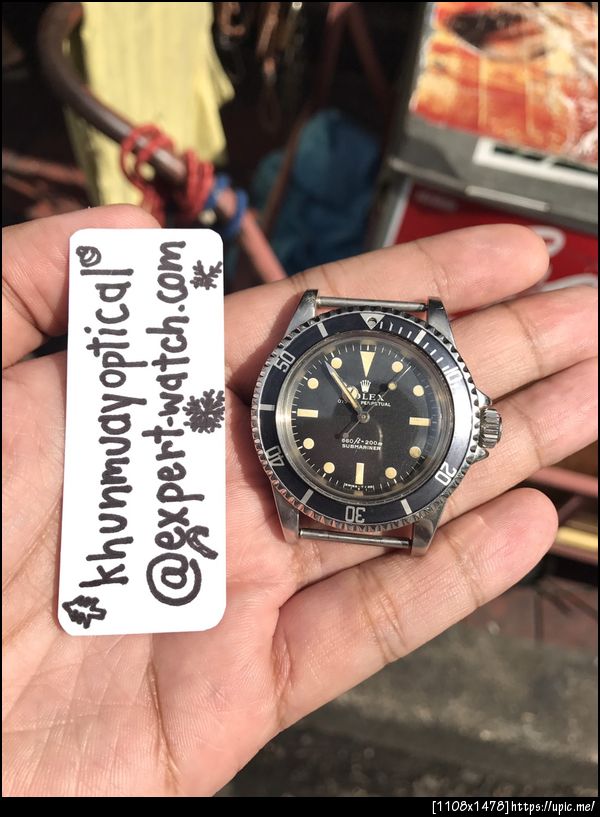 khunmuayoptical
@expert-watch.com
ROLEX
OYSTER PERPETUAL
660ft=200m
SUBMARINER
50
40
30
20
[1108x1478]https://upic.me/